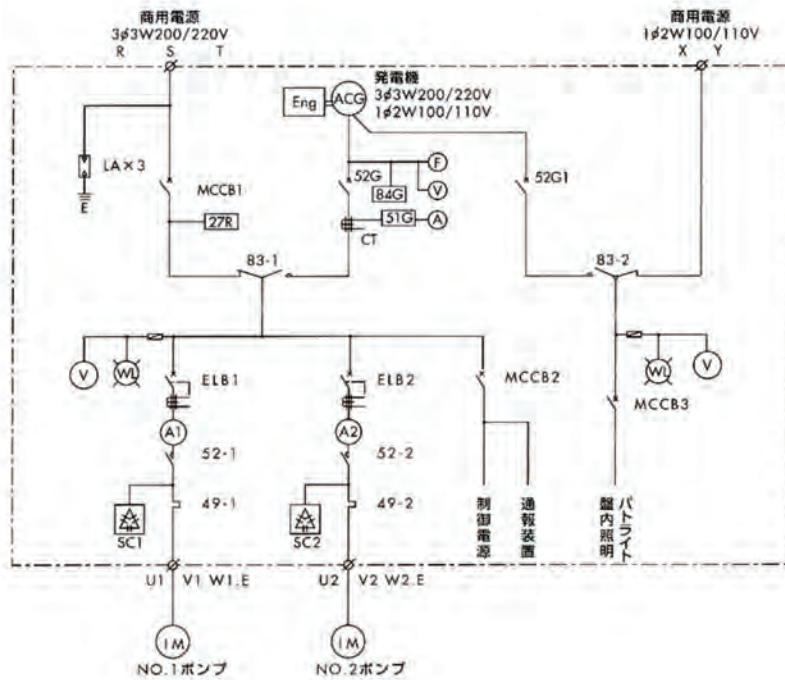 商用電源
3φ3W200/220V
R S T
商用電源
1φ2W100/110V
X Y
発電機
3φ3W200/220V
1φ2W100/110V
Eng
ACG
LA×3
E
MCCB1
27R
52G
84G
F
V
51G
A
CT
52G1
83-1
83-2
V
WL
ELB1
ELB2
MCCB2
WL
V
MCCB3
A1
A2
52-1
52-2
49-1
49-2
SC1
SC2
制御電源
通報装置
パトライト
盤内照明
U1 V1 W1.E
U2 V2 W2.E
IM
IM
NO.1ポンプ
NO.2ポンプ